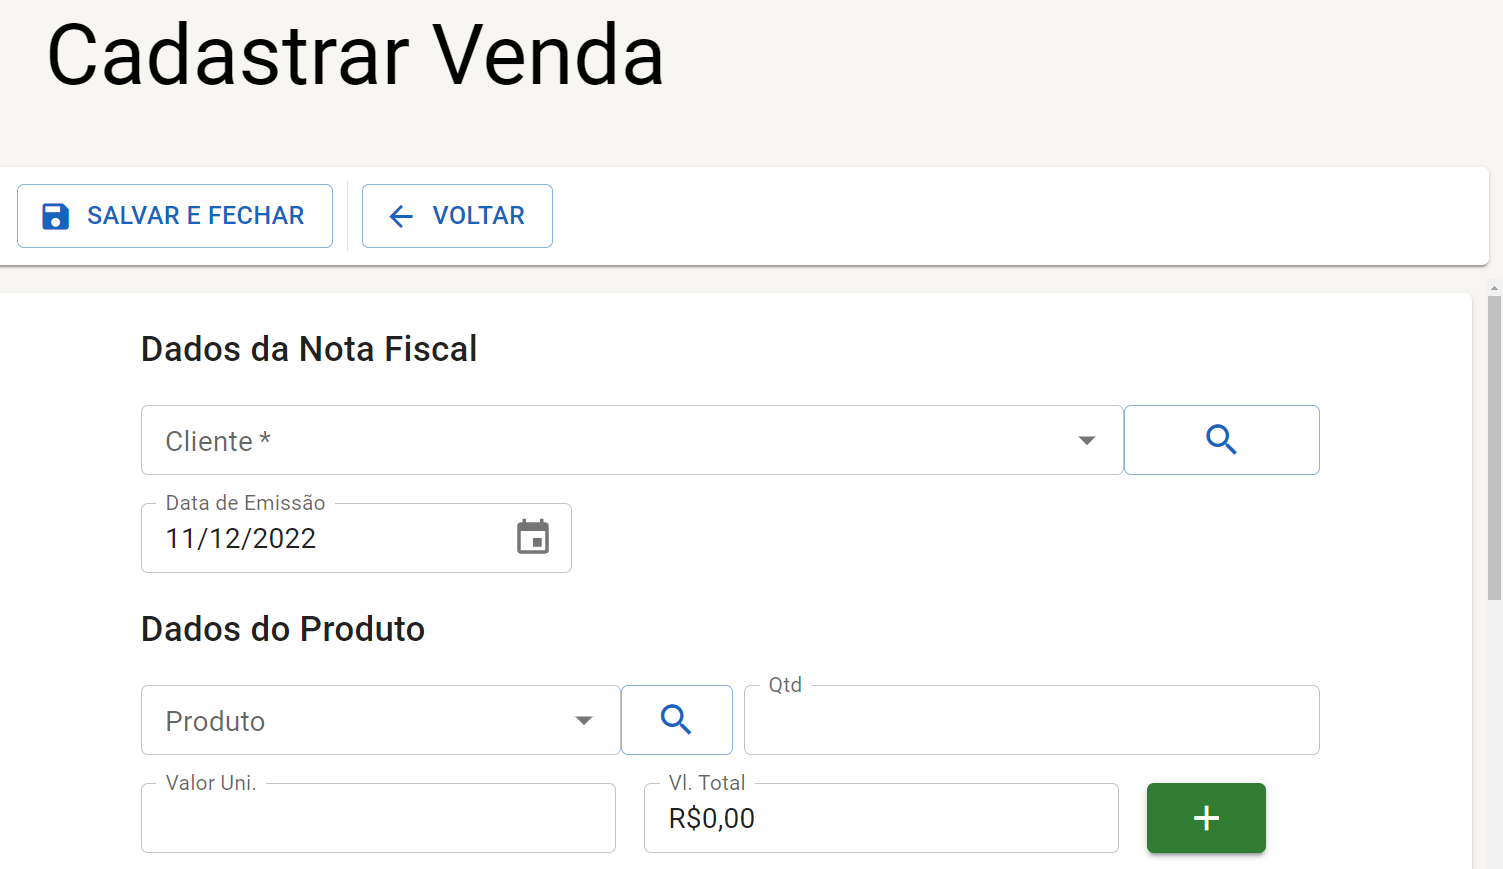 Cadastrar Venda
SALVAR E FECHAR
VOLTAR
Dados da Nota Fiscal
Cliente *
Data de Emissão
11/12/2022
Dados do Produto
Produto
Qtd
Valor Uni.
Vl. Total
R$0,00
+